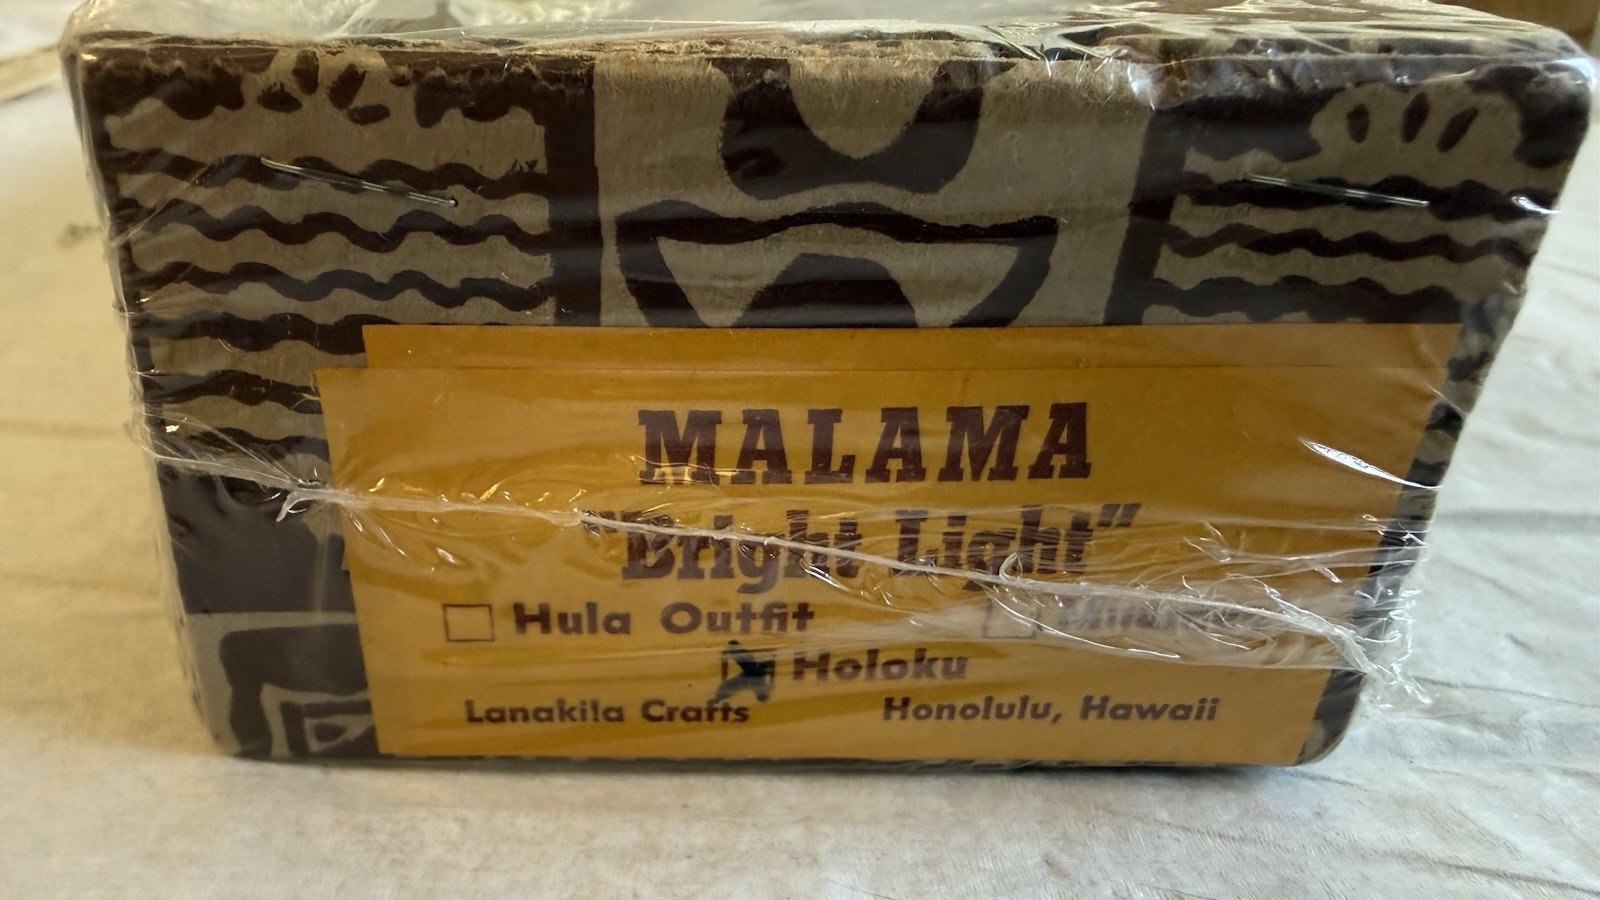 MALAMA
"Bright Light"
Hula Outfit
Holoku
Lanakila Crafts Honolulu, Hawaii